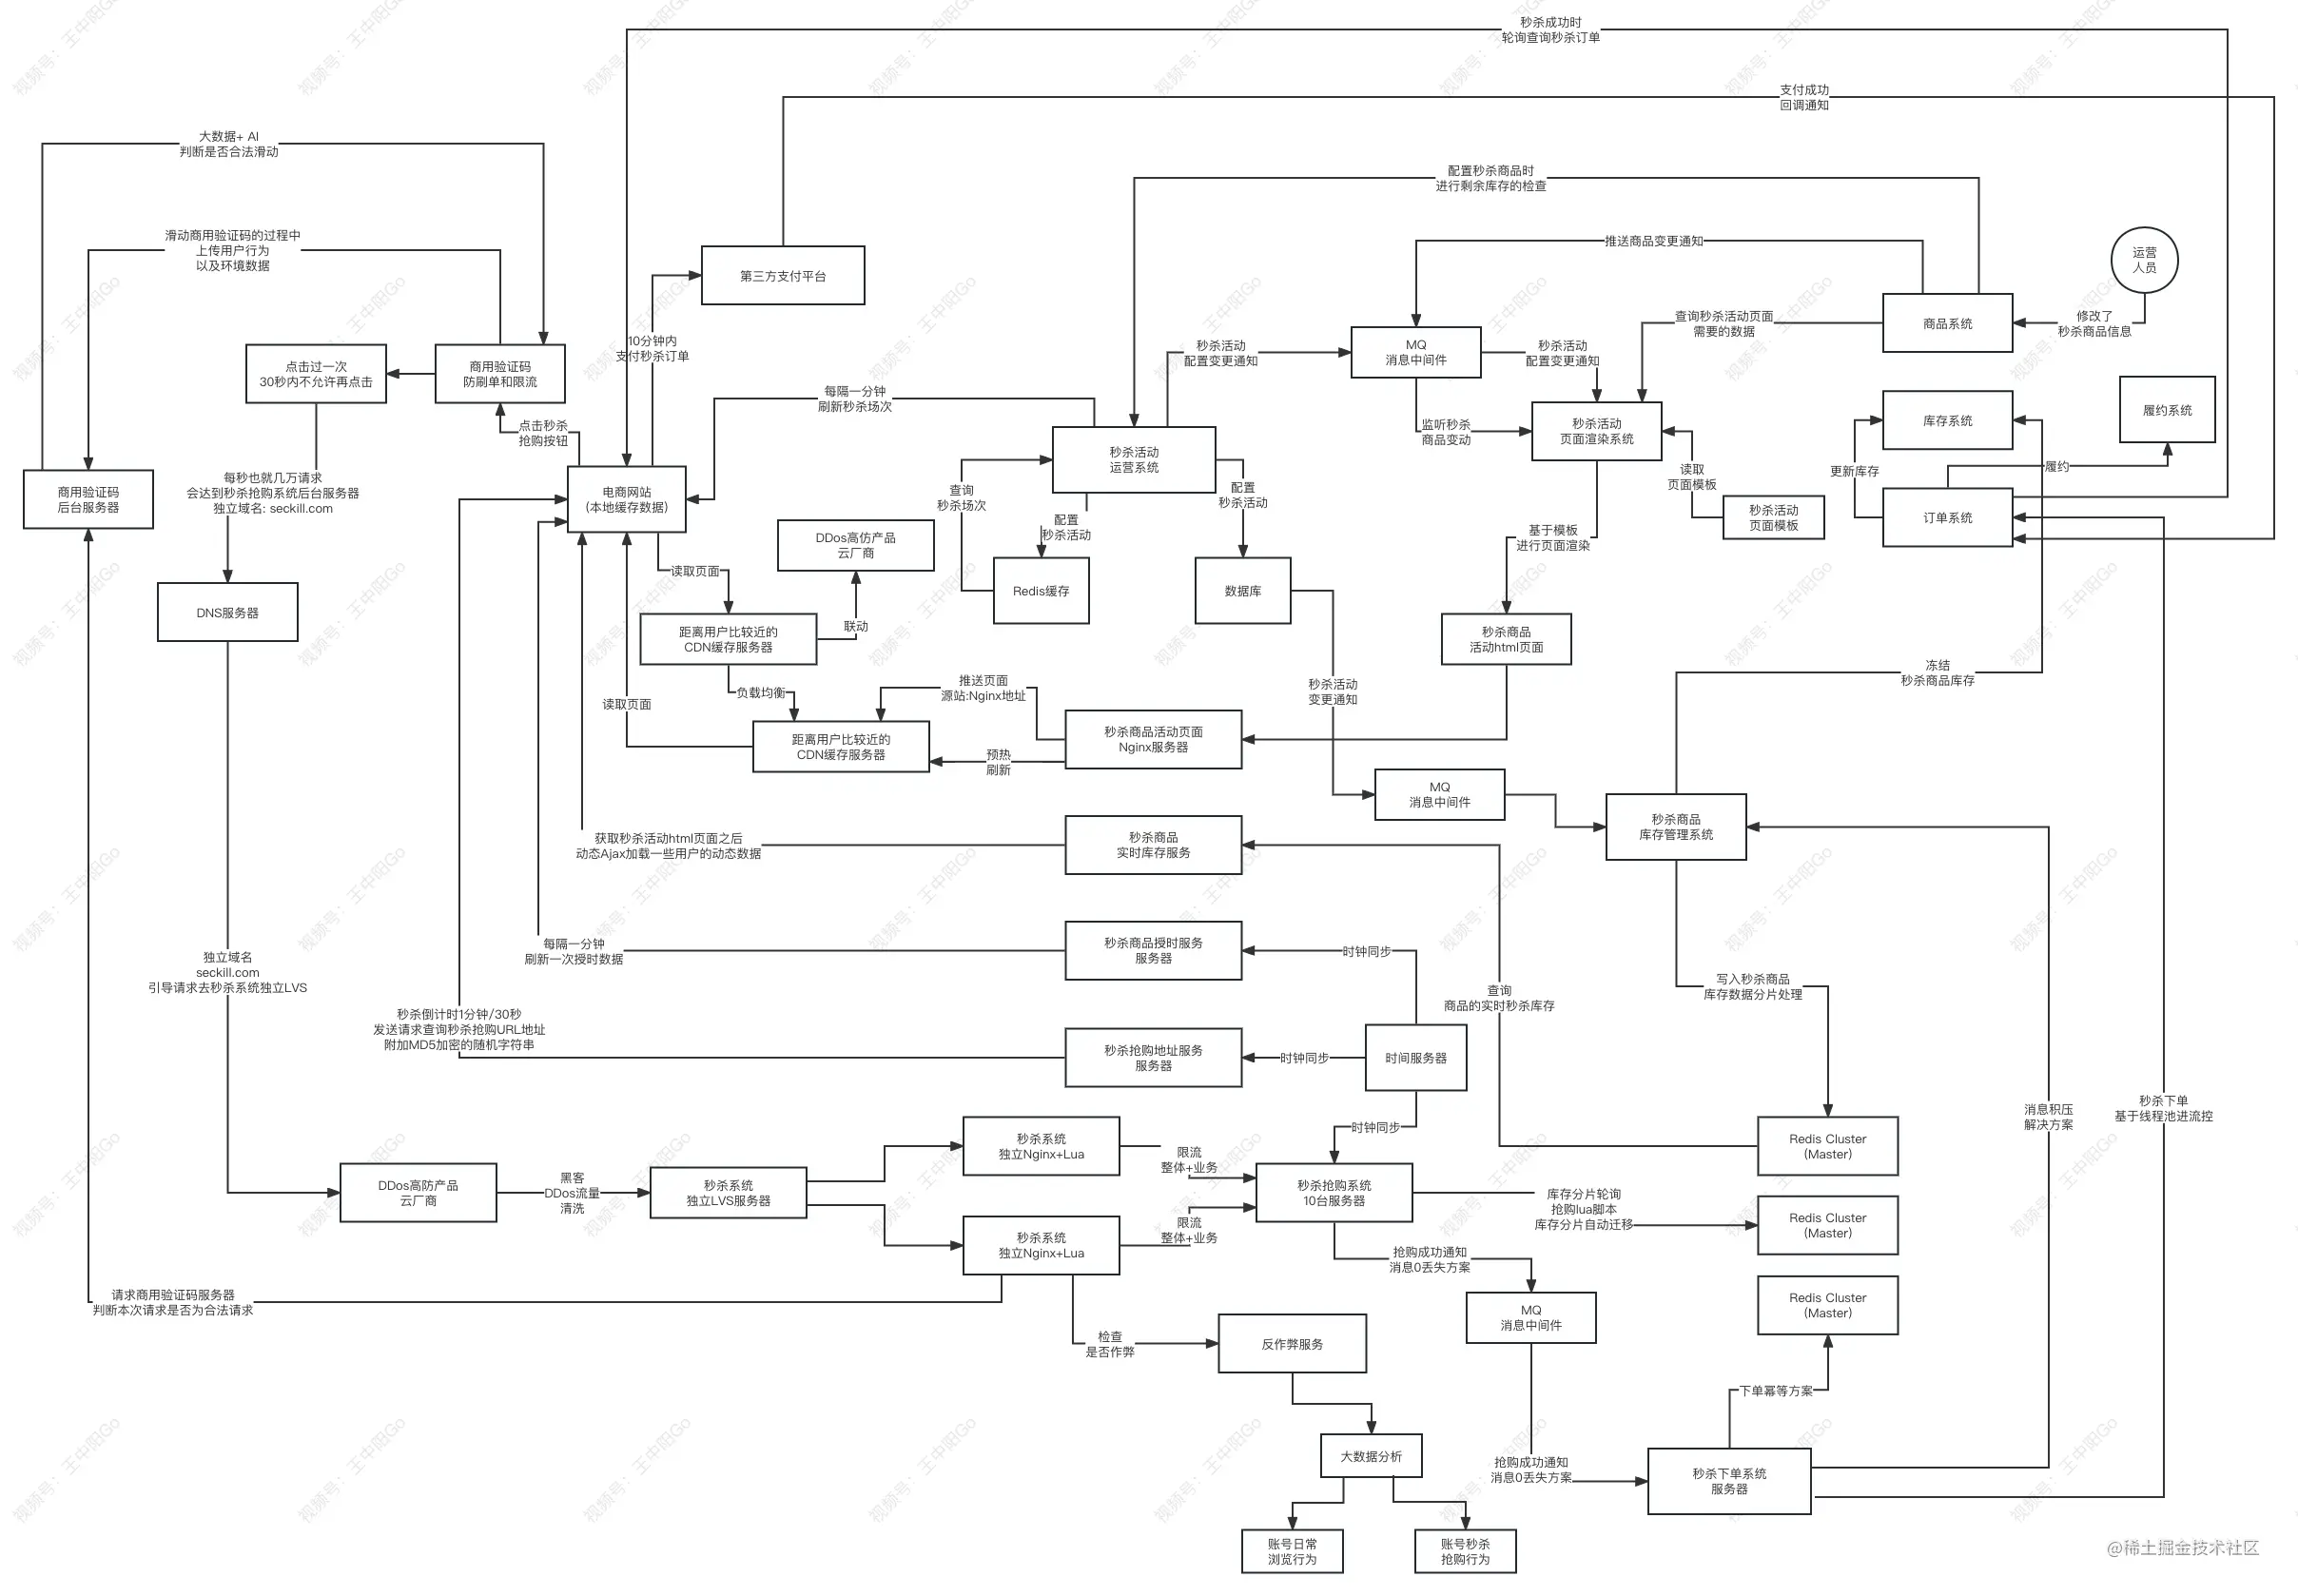 秒杀成功时
轮询查询秒杀订单
支付成功
回调通知
大数据+ AI
判断是否合法滑动
配置秒杀商品时
进行剩余库存的检查
滑动商用验证码的过程中
上传用户行为
以及环境数据
推送商品变更通知
运营
人员
第三方支付平台
查询秒杀活动页面
需要的数据
商品系统
修改了
秒杀商品信息
10分钟内
支付秒杀订单
秒杀活动
配置变更通知
MQ
消息中间件
秒杀活动
配置变更通知
点击过一次
30秒内不允许再点击
商用验证码
防刷单和限流
每隔一分钟
刷新秒杀场次
履约系统
点击秒杀
抢购按钮
监听秒杀
商品变动
秒杀活动
页面渲染系统
库存系统
秒杀活动
运营系统
读取
页面模板
更新库存
履约
每秒也就几万请求
会达到秒杀抢购系统后台服务器
独立域名: seckill.com
商用验证码
后台服务器
电商网站
(本地缓存数据)
查询
秒杀场次
配置
秒杀活动
配置
秒杀活动
秒杀活动
页面模板
订单系统
DDos高仿产品
云厂商
基于模板
进行页面渲染
读取页面
DNS服务器
Redis缓存
数据库
距离用户比较近的
CDN缓存服务器
联动
秒杀商品
活动html页面
冻结
秒杀商品库存
推送页面
源站:Nginx地址
负载均衡
读取页面
秒杀活动
变更通知
距离用户比较近的
CDN缓存服务器
秒杀商品活动页面
Nginx服务器
预热
刷新
MQ
消息中间件
秒杀商品
库存管理系统
获取秒杀活动html页面之后
动态Ajax加载一些用户的动态数据
秒杀商品
实时库存服务
独立域名
seckill.com
引导请求去秒杀系统独立LVS
每隔一分钟
刷新一次授时数据
秒杀商品授时服务
服务器
时钟同步
写入秒杀商品
库存数据分片处理
查询
商品的实时秒杀库存
秒杀倒计时1分钟/30秒
发送请求查询秒杀抢购URL地址
附加MD5加密的随机字符串
秒杀抢购地址服务
服务器
时钟同步
时间服务器
时钟同步
消息积压
解决方案
秒杀下单
基于线程池进流控
秒杀系统
独立Nginx+Lua
限流
整体+业务
Redis Cluster
(Master)
DDos高防产品
云厂商
黑客
DDos流量
清洗
秒杀系统
独立LVS服务器
秒杀抢购系统
10台服务器
库存分片轮询
抢购lua脚本
库存分片自动迁移
Redis Cluster
(Master)
秒杀系统
独立Nginx+Lua
限流
整体+业务
抢购成功通知
消息0丢失方案
请求商用验证码服务器
判断本次请求是否为合法请求
MQ
消息中间件
Redis Cluster
(Master)
检查
是否作弊
反作弊服务
下单幂等方案
大数据分析
抢购成功通知
消息0丢失方案
秒杀下单系统
服务器
账号日常
浏览行为
账号秒杀
抢购行为
视频号：王中阳Go
@稀土掘金技术社区